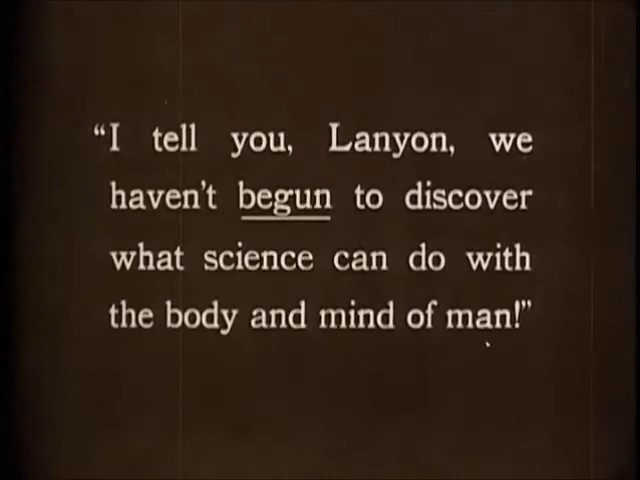 “I tell you, Lanyon, we
haven't begun to discover
what science can do with
the body and mind of man!”